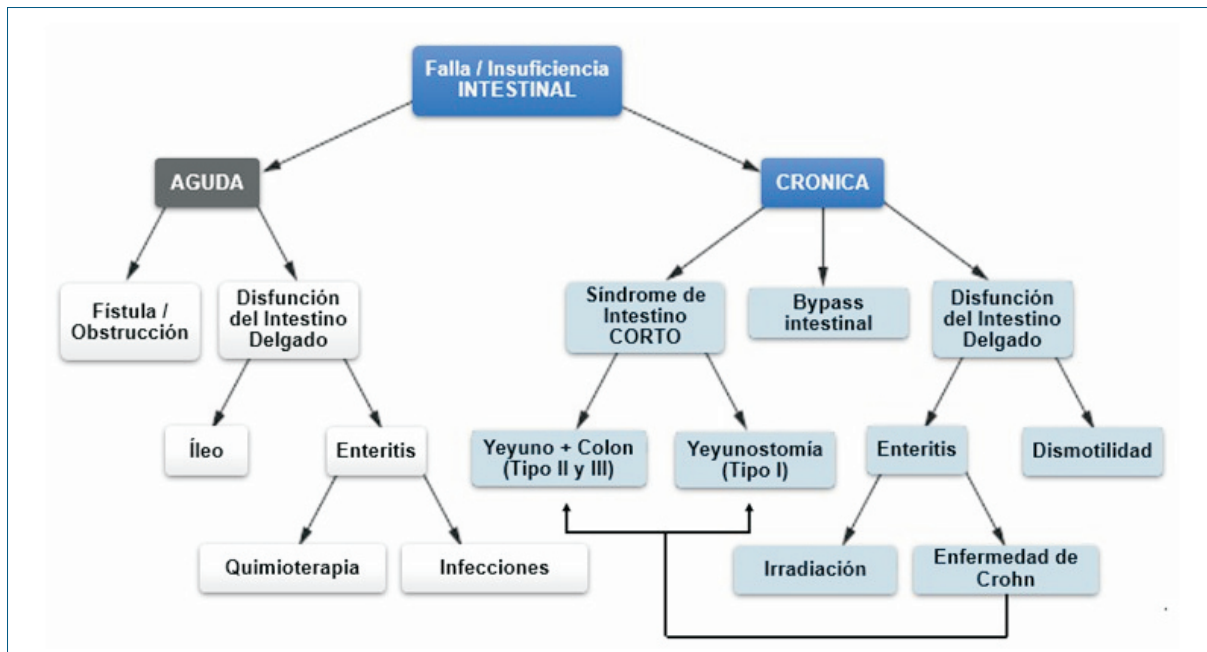 Falla / Insuficiencia
INTESTINAL
AGUDA
CRONICA
Fístula /
Obstrucción
Disfunción
del Intestino
Delgado
Síndrome de
Intestino
CORTO
Bypass
intestinal
Disfunción
del Intestino
Delgado
Íleo
Enteritis
Yeyuno + Colon
(Tipo II y III)
Yeyunostomía
(Tipo I)
Enteritis
Dismotilidad
Quimioterapia
Infecciones
Irradiación
Enfermedad de
Crohn